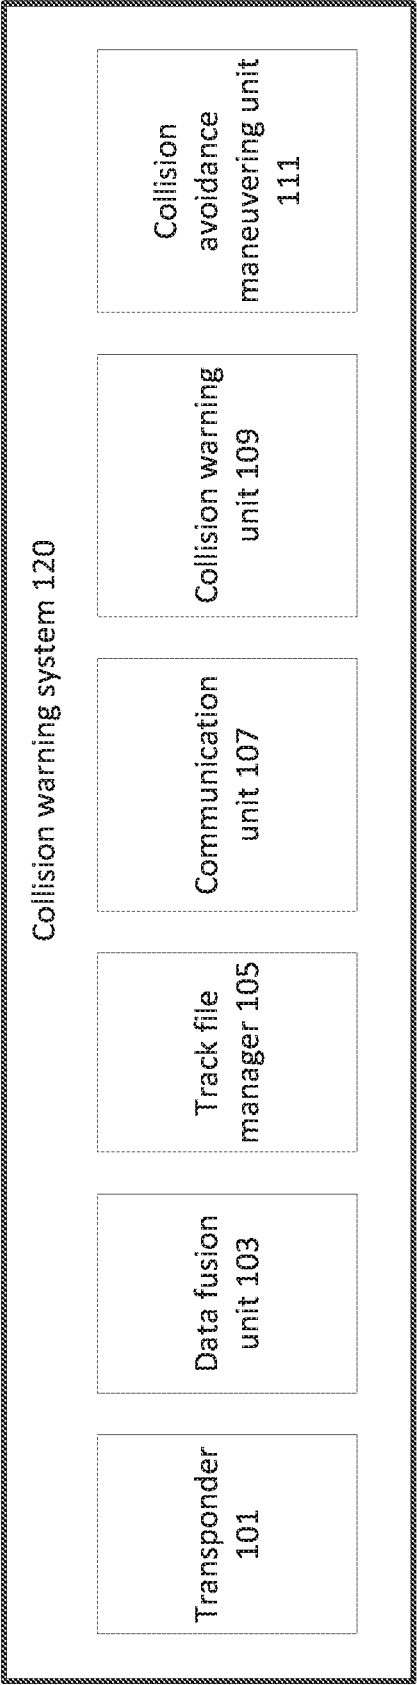 Collision warning system 120
Transponder
101
Data fusion
unit 103
Track file
manager 105
Communication
unit 107
Collision warning
unit 109
Collision
avoidance
maneuvering unit
111